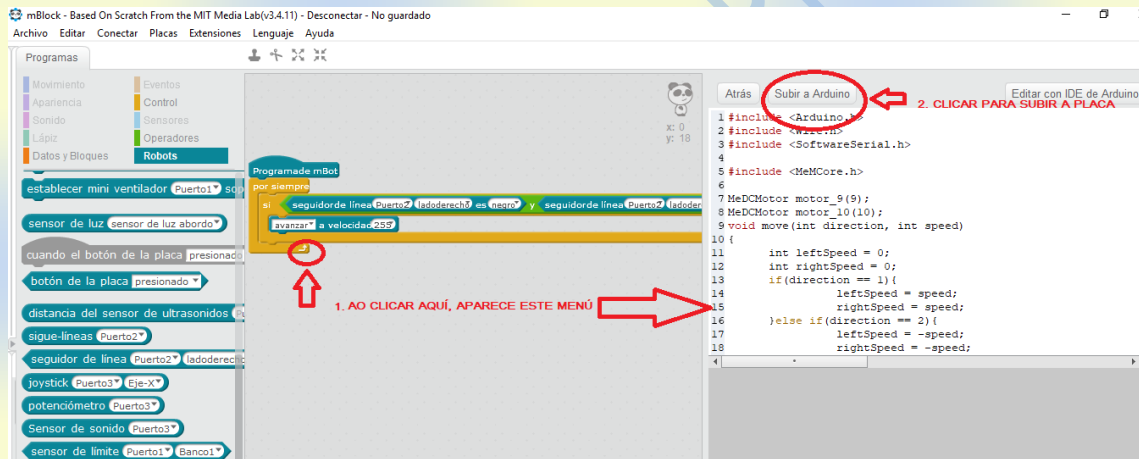 mBlock - Based On Scratch From the MIT Media Lab(v3.4.11) - Desconectar - No guardado
Archivo Editar Conectar Placas Extensiones Lenguaje Ayuda
Programas
Movimiento
Apariencia
Sonido
Lápiz
Datos y Bloques
Eventos
Control
Sensores
Operadores
Robots
establecer mini ventilador Puerto1
sensor de luz sensor de luz abordo
cuando el botón de la placa presionado
botón de la placa presionado
distancia del sensor de ultrasonidos
sigue-líneas Puerto2
seguidor de línea Puerto2 ladoderecho
joystick Puerto3 Eje-X
potenciómetro Puerto3
Sensor de sonido Puerto3
sensor de límite Puerto1 Banco1
Programade mBot
por siempre
si seguidorde línea Puerto2 ladoderecho es negro y seguidorde línea Puerto2
avanzar a velocidad 255
1. AO CLICAR AQUÍ, APARECE ESTE MENÚ
x: 0
y: 18
Atrás Subir a Arduino Editar con IDE de Arduino
2. CLICAR PARA SUBIR A PLACA
1 #include <Arduino.h>
2 #include <Wire.h>
3 #include <SoftwareSerial.h>
4
5 #include <MeMCore.h>
6
7 MeDCMotor motor_9(9);
8 MeDCMotor motor_10(10);
9 void move(int direction, int speed)
10 {
11 int leftSpeed = 0;
12 int rightSpeed = 0;
13 if(direction == 1){
14 leftSpeed = speed;
15 rightSpeed = speed;
16 }else if(direction == 2){
17 leftSpeed = -speed;
18 rightSpeed = -speed;